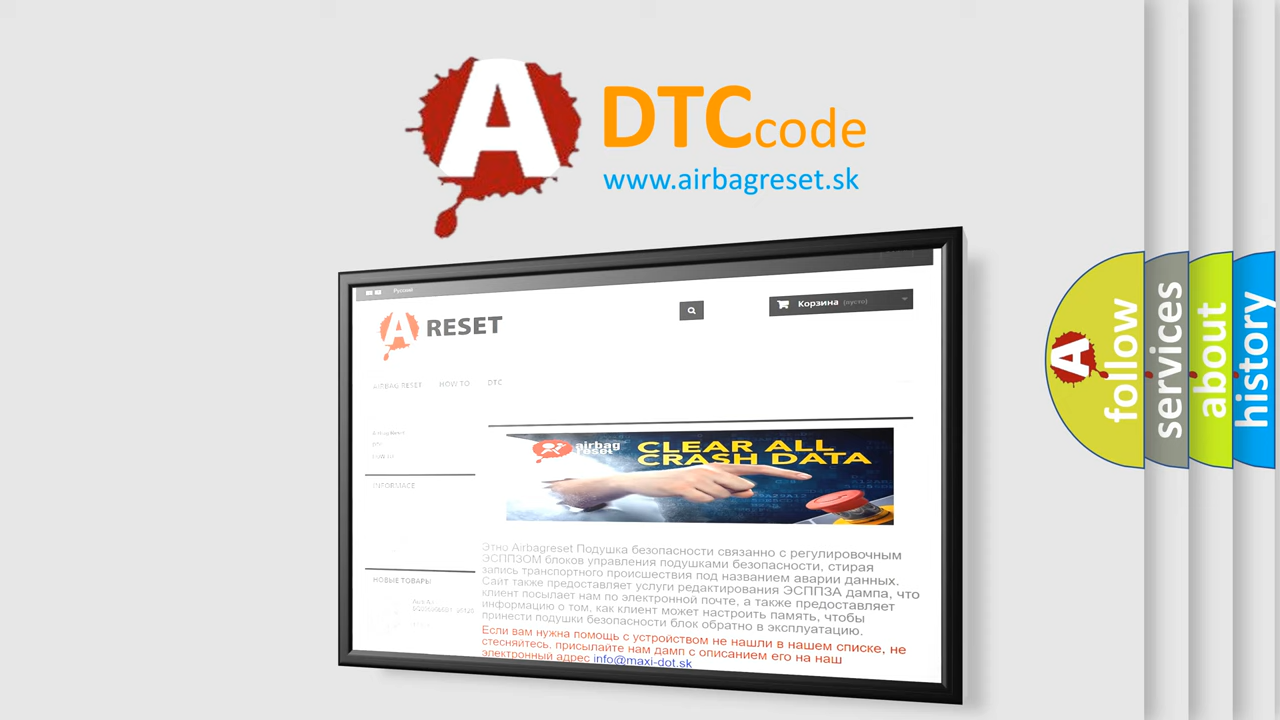 A DTCcode
www.airbagreset.sk
Русский
A RESET
Корзина (пусто)
AIRBAG RESET HOW TO DTC
INFORMACE
CLEAR ALL
CRASH DATA
airbag
reset
Этно Airbagreset Подушка безопасности связанно с регулировочным
ЭСППЗОМ блоков управления подушками безопасности, стирая
запись транспортного происшествия под названием аварии данных.
Сайт также предоставляет услуги редактирования ЭСППЗА дампа, что
клиент посылает нам по электронной почте, а также предоставляет
информацию о том, как клиент может настроить память, чтобы
принести подушки безопасности блок обратно в эксплуатацию.
Если вам нужна помощь с устройством не нашли в нашем списке, не
стесняйтесь, присылайте нам дамп с описанием его на наш
электронный адрес info@maxi-dot.sk
НОВЫЕ ТОВАРЫ
A follow
services
about
history